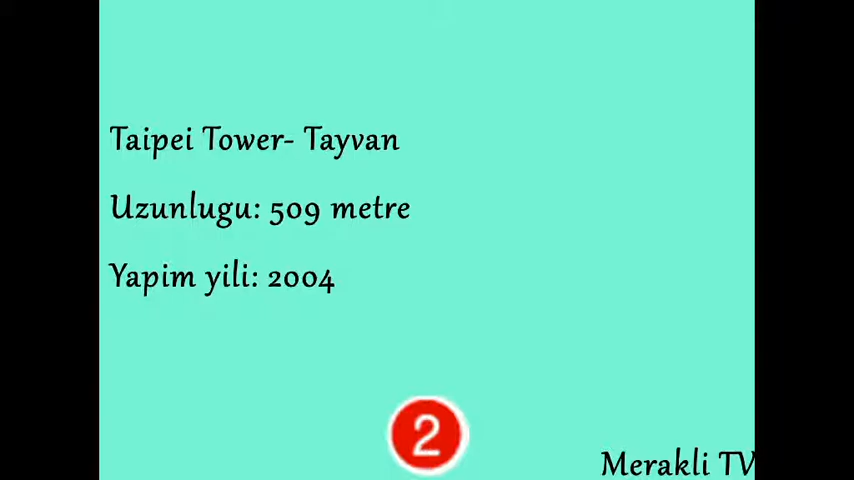 Taipei Tower- Tayvan
Uzunlugu: 509 metre
Yapim yili: 2004
2
Merakli TV